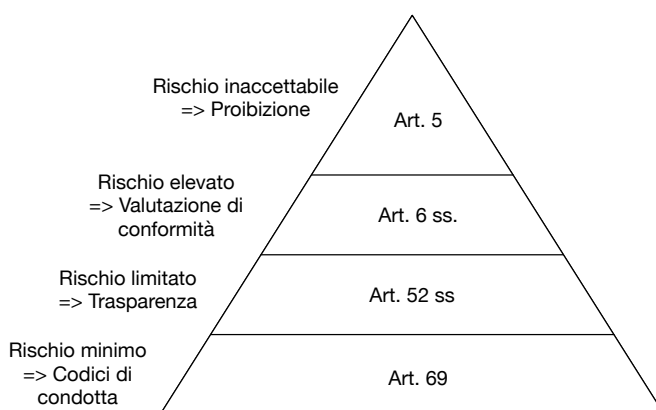 Rischio inaccettabile
=> Proibizione
Art. 5
Rischio elevato
=> Valutazione di
conformità
Art. 6 ss.
Rischio limitato
=> Trasparenza
Art. 52 ss
Rischio minimo
=> Codici di
condotta
Art. 69